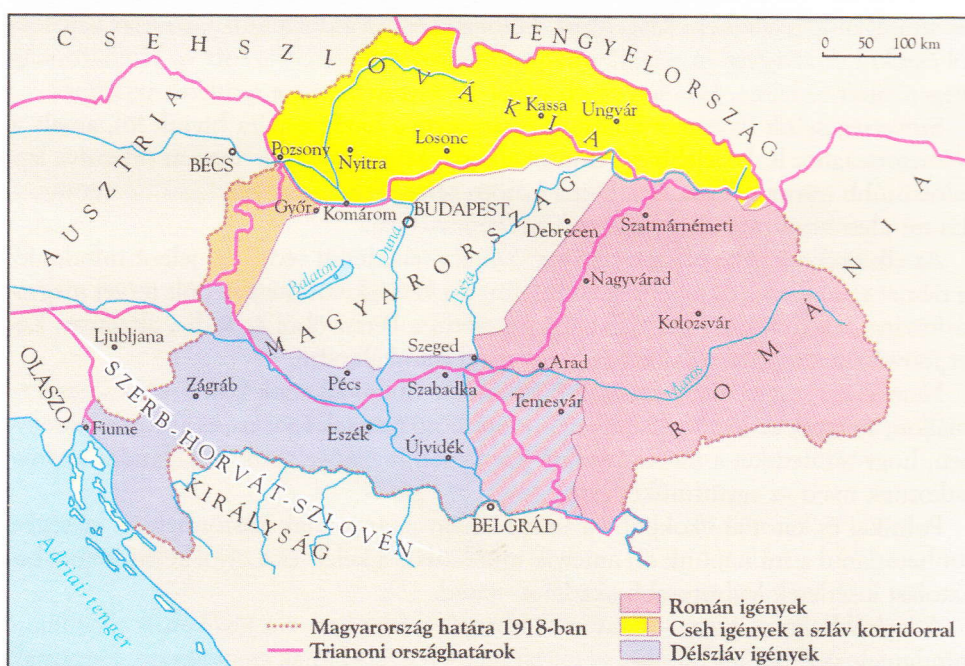 CSEHSZLOVÁKIA
LENGYELORSZÁG
0 50 100 km
AUSZTRIA
BÉCS
Pozsony
Nyitra
Losonc
Kassa
Ungvár
Győr
Komárom
BUDAPEST
Duna
Debrecen
Szatmárnémeti
Balaton
Tisza
MAGYARORSZÁG
Nagyvárad
Kolozsvár
ROMÁNIA
Ljubljana
OLASZO.
Zágráb
Pécs
Szeged
Szabadka
Arad
Maros
Temesvár
Fiume
Eszék
Újvidék
SZERB-HORVÁT-SZLOVÉN
KIRÁLYSÁG
BELGRÁD
Adriai-tenger
Magyarország határa 1918-ban
Trianoni országhatárok
Román igények
Cseh igények a szláv korridorral
Délszláv igények